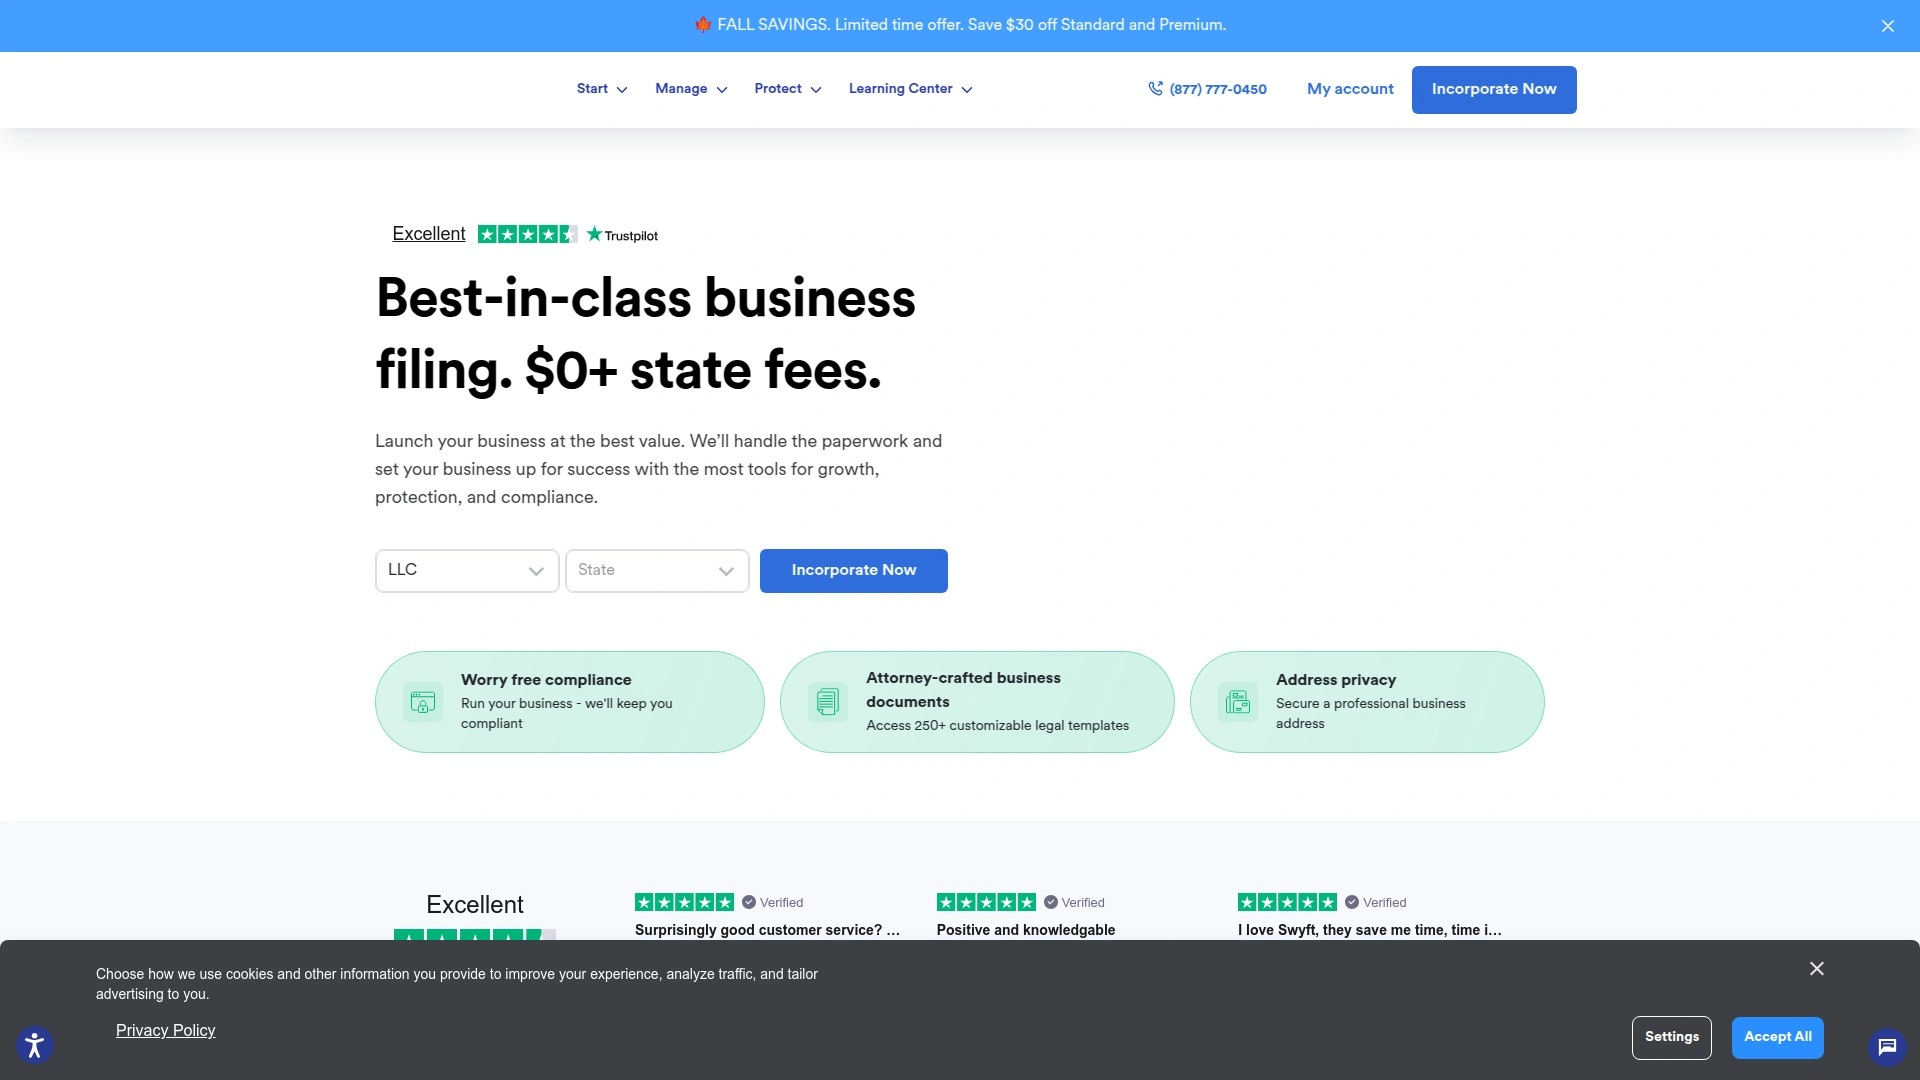 🍁 FALL SAVINGS. Limited time offer. Save $30 off Standard and Premium.
Start
Manage
Protect
Learning Center
(877) 777-0450
My account
Incorporate Now
Excellent
Trustpilot
Best-in-class business
filing. $0+ state fees.
Launch your business at the best value. We’ll handle the paperwork and
set your business up for success with the most tools for growth,
protection, and compliance.
LLC
State
Incorporate Now
Worry free compliance
Run your business - we'll keep you
compliant
Attorney-crafted business
documents
Access 250+ customizable legal templates
Address privacy
Secure a professional business
address
Excellent
Verified
Surprisingly good customer service? ...
Verified
Positive and knowledgable
Verified
I love Swyft, they save me time, time i...
Choose how we use cookies and other information you provide to improve your experience, analyze traffic, and tailor
advertising to you.
Privacy Policy
Settings
Accept All